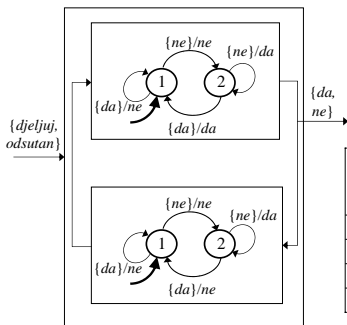 {ne}/ne
{ne}/da
1
2
{da}/ne
{da}/da
{da,
ne}
{djeljuj,
odsutan}
{ne}/ne
{ne}/da
1
2
{da}/ne
{da}/ne